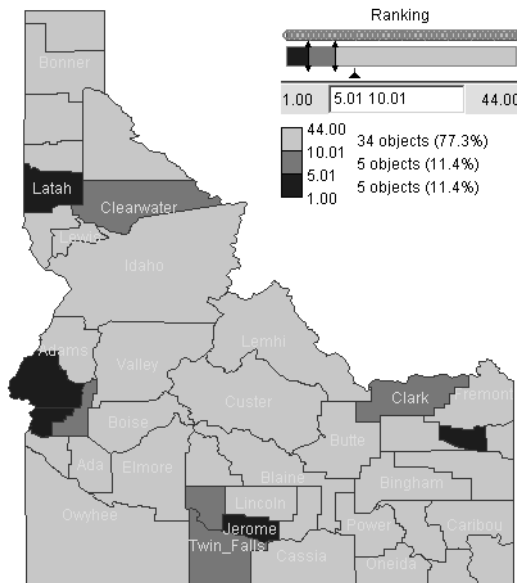 Ranking
1.00 5.01 10.01 44.00
44.00
10.01
5.01
1.00
34 objects (77.3%)
5 objects (11.4%)
5 objects (11.4%)
Bonner
Latah
Clearwater
Lewis
Idaho
Adams
Valley
Lemhi
Custer
Clark
Fremont
Boise
Butte
Ada
Elmore
Blaine
Bingham
Owyhee
Lincoln
Jerome
Power
Caribou
Twin_Falls
Cassia
Oneida